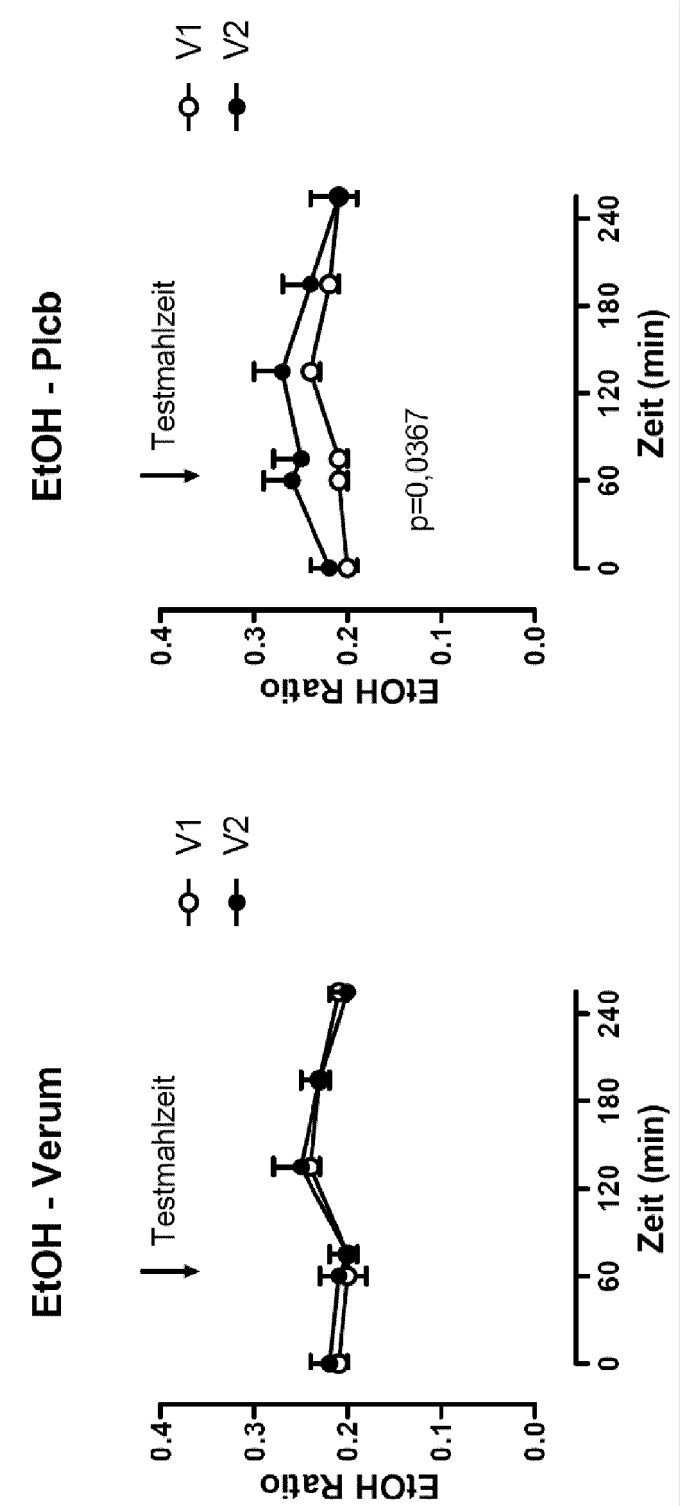 EtOH - Verum
Testmahlzeit
V1
V2
EtOH Ratio
0.4
0.3
0.2
0.1
0.0
0
60
120
180
240
Zeit (min)
EtOH - Plcb
Testmahlzeit
V1
V2
EtOH Ratio
0.4
0.3
0.2
0.1
0.0
p=0,0367
0
60
120
180
240
Zeit (min)